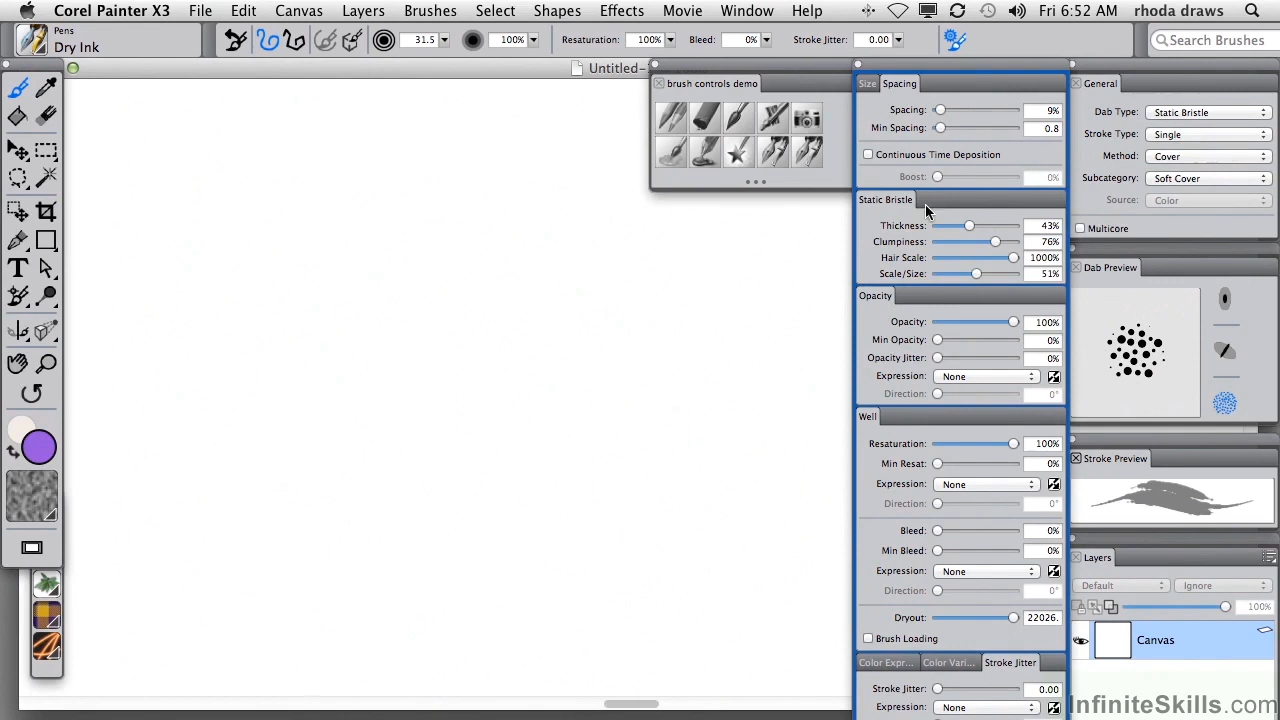 Corel Painter X3 File Edit Canvas Layers Brushes Select Shapes Effects Movie Window Help Fri 6:52 AM rhoda draws
Pens
Dry Ink
31.5 100% Resaturation: 100% Bleed: 0% Stroke Jitter: 0.00 Search Brushes
Untitled-
brush controls demo
Size Spacing
Spacing: 9%
Min Spacing: 0.8
Continuous Time Deposition
Boost: 0%
Static Bristle
Thickness: 43%
Clumpiness: 76%
Hair Scale: 1000%
Scale/Size: 51%
Opacity
Opacity: 100%
Min Opacity: 0%
Opacity Jitter: 0%
Expression: None
Direction: 0°
Well
Resaturation: 100%
Min Resat: 0%
Expression: None
Direction: 0°
Bleed: 0%
Min Bleed: 0%
Expression: None
Direction: 0°
Dryout: 22026.
Brush Loading
Color Expr... Color Vari... Stroke Jitter
Stroke Jitter: 0.00
Expression: None
General
Dab Type: Static Bristle
Stroke Type: Single
Method: Cover
Subcategory: Soft Cover
Source: Color
Multicore
Dab Preview
Stroke Preview
Layers
Default Ignore
100%
Canvas
InfiniteSkills.com
T